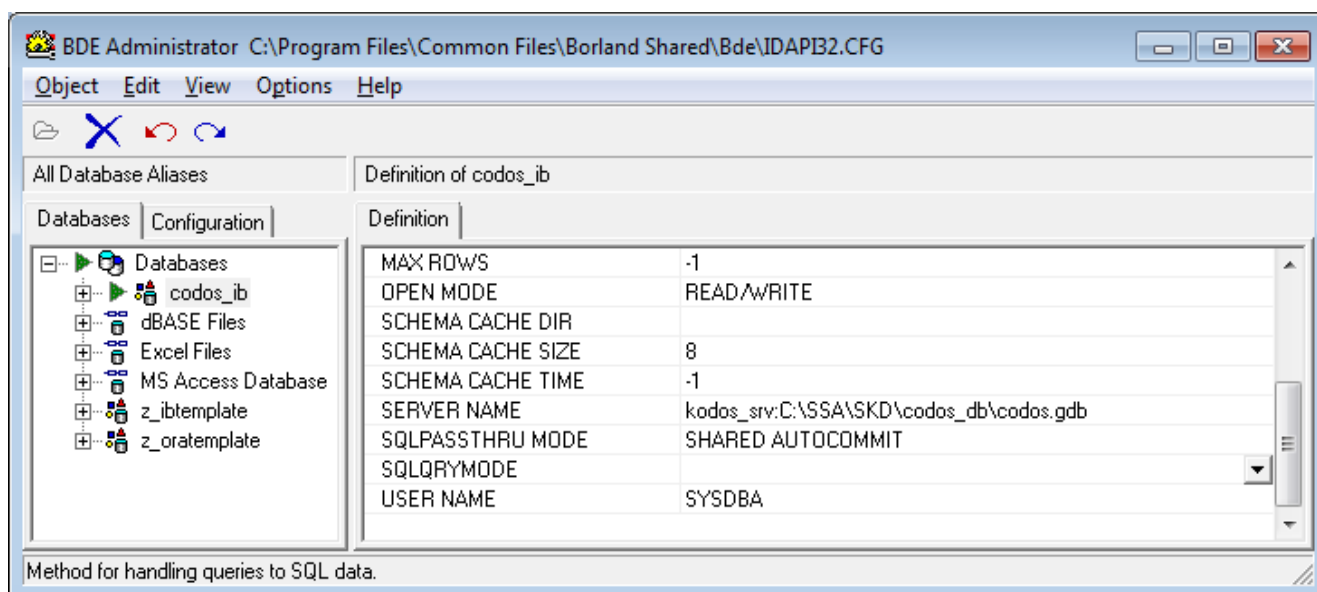 BDE Administrator C:\Program Files\Common Files\Borland Shared\Bde\IDAPI32.CFG
Object Edit View Options Help
All Database Aliases
Definition of codos_ib
Databases Configuration
Definition
Databases
codos_ib
dBASE Files
Excel Files
MS Access Database
z_ibtemplate
z_oratemplate
MAX ROWS -1
OPEN MODE READ/WRITE
SCHEMA CACHE DIR
SCHEMA CACHE SIZE 8
SCHEMA CACHE TIME -1
SERVER NAME kodos_srv:C:\SSA\SKD\codos_db\codos.gdb
SQLPASSTHRU MODE SHARED AUTOCOMMIT
SQLQRYMODE
USER NAME SYSDBA
Method for handling queries to SQL data.